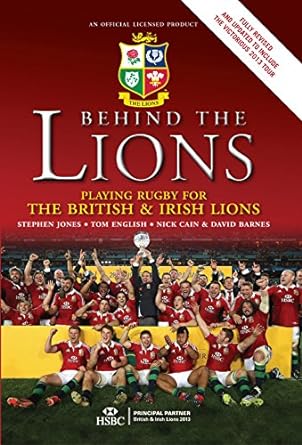 AN OFFICIAL LICENSED PRODUCT
FULLY REVISED
AND UPDATED TO INCLUDE
THE VICTORIOUS 2013 TOUR
THE LIONS
BEHIND THE
LIONS
PLAYING RUGBY FOR
THE BRITISH & IRISH LIONS
STEPHEN JONES • TOM ENGLISH • NICK CAIN & DAVID BARNES
HSBC
PRINCIPAL PARTNER
British & Irish Lions 2013